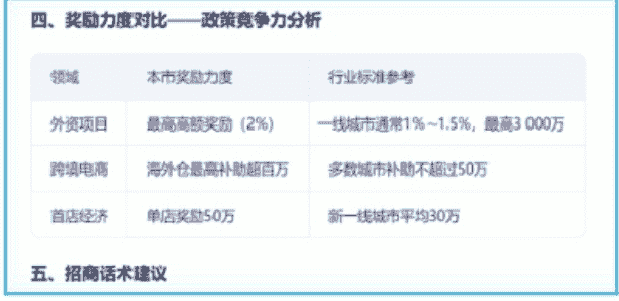 四、奖励力度对比——政策竞争力分析
领域 本市奖励力度 行业标准参考
外资项目 最高高额奖励（2%） 一线城市通常1%~1.5%，最高3 000万
跨境电商 海外仓最高补助超百万 多数城市补助不超过50万
首店经济 单店奖励50万 新一线城市平均30万
五、招商话术建议